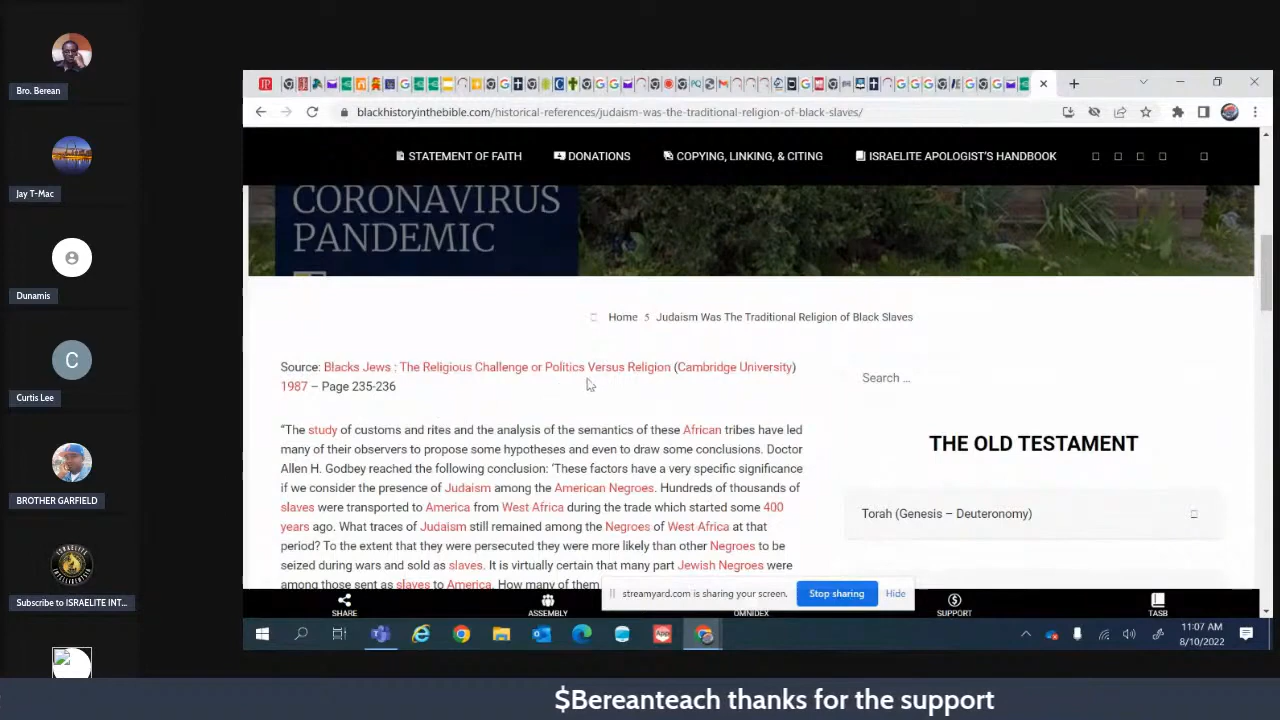 Bro. Berean
Jay T-Mac
Dunamis
C
Curtis Lee
BROTHER GARFIELD
Subscribe to ISRAELITE INT...
blackhistoryinthebible.com/historical-references/judaism-was-the-traditional-religion-of-black-slaves/
STATEMENT OF FAITH DONATIONS COPYING, LINKING, & CITING ISRAELITE APOLOGIST'S HANDBOOK
CORONAVIRUS
PANDEMIC
Home 5 Judaism Was The Traditional Religion of Black Slaves
Source: Blacks Jews : The Religious Challenge or Politics Versus Religion (Cambridge University)
1987 – Page 235-236
"The study of customs and rites and the analysis of the semantics of these African tribes have led
many of their observers to propose some hypotheses and even to draw some conclusions. Doctor
Allen H. Godbey reached the following conclusion: 'These factors have a very specific significance
if we consider the presence of Judaism among the American Negroes. Hundreds of thousands of
slaves were transported to America from West Africa during the trade which started some 400
years ago. What traces of Judaism still remained among the Negroes of West Africa at that
period? To the extent that they were persecuted they were more likely than other Negroes to be
seized during wars and sold as slaves. It is virtually certain that many part Jewish Negroes were
among those sent as slaves to America. How many of them
Search ...
THE OLD TESTAMENT
Torah (Genesis – Deuteronomy)
streamyard.com is sharing your screen. Stop sharing Hide
SHARE ASSEMBLY OMNIDEX SUPPORT TASB
11:07 AM
8/10/2022
$Bereanteach thanks for the support